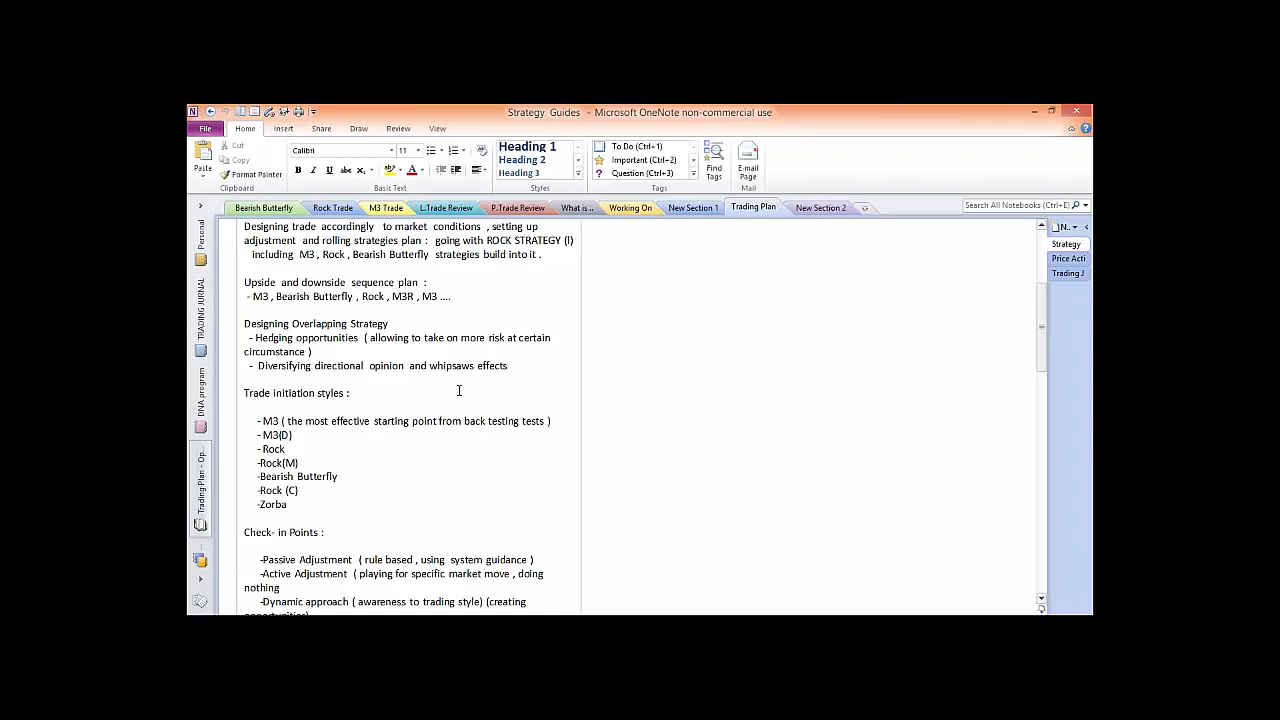 Strategy Guides - Microsoft OneNote non-commercial use
File Home Insert Share Draw Review View
Paste
Cut
Copy
Format Painter
Clipboard
Calibri 11
B I U abc x₂ A
Basic Text
Heading 1
Heading 2
Heading 3
Styles
To Do (Ctrl+1)
Important (Ctrl+2)
? Question (Ctrl+3)
Tags
Find
Tags
E-mail
Page
Mail
Bearish Butterfly Rock Trade M3 Trade L.Trade Review P.Trade Review What is .. Working On New Section 1 Trading Plan New Section 2
Search All Notebooks (Ctrl+E)
Personal
TRADING JURNAL
DNA program
Trading Plan - Op...
Designing trade accordingly to market conditions , setting up
adjustment and rolling strategies plan : going with ROCK STRATEGY (I)
including M3 , Rock , Bearish Butterfly strategies build into it .
Upside and downside sequence plan :
- M3 , Bearish Butterfly , Rock , M3R , M3 ....
Designing Overlapping Strategy
- Hedging opportunities ( allowing to take on more risk at certain
circumstance )
- Diversifying directional opinion and whipsaws effects
Trade initiation styles :
- M3 ( the most effective starting point from back testing tests )
- M3(D)
- Rock
-Rock(M)
-Bearish Butterfly
-Rock (C)
-Zorba
Check- in Points :
-Passive Adjustment ( rule based , using system guidance )
-Active Adjustment ( playing for specific market move , doing
nothing
-Dynamic approach ( awareness to trading style) (creating
opportunities)
N..
Strategy
Price Acti
Trading J